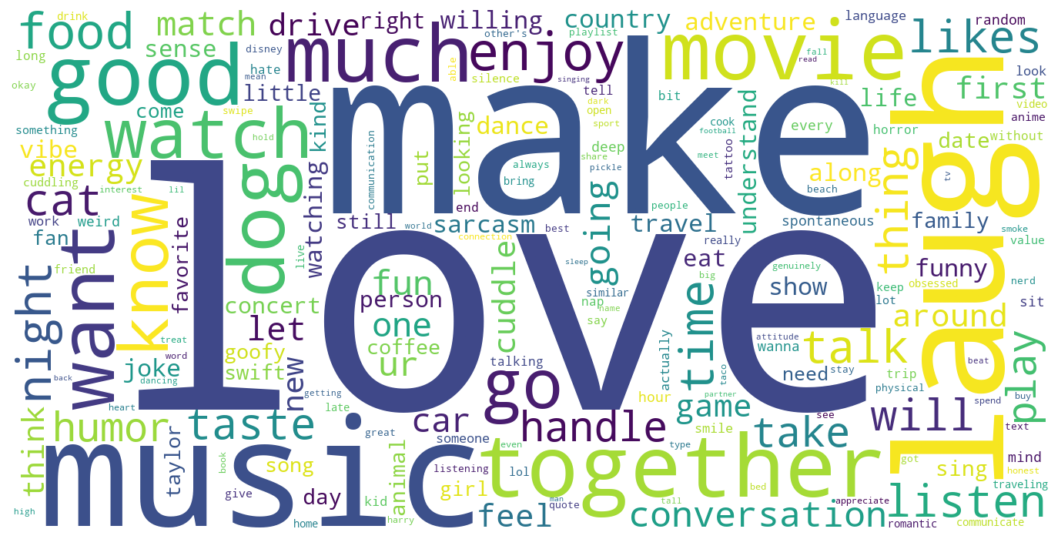 drink
long
food
okay
good
match
sense
disney
hate
mean
come
swipe
little
drive
right
other's
willing
playlist
country
adventure
language
random
likes
look
fall
read
able
singing
silence
much
enjoy
movie
tell
dark
open
sport
bit
kill
first
video
anime
life
horror
date
without
something
vibe
energy
cuddling
interest
watch
hold
kind
make
communication
put
looking
dance
deep
share
football
cook
meet
pickle
always
bring
understand
tattoo
every
beach
along
thing
tv
laugh
cat
work
weird
lil
fan
want
know
favorite
dog
live
watching
still
world
end
best
sarcasm
connection
going
people
travel
really
spontaneous
family
smoke
value
friend
night
treat
joke
word
back
dancing
concert
goofy
swift
let
new
love
fun
person
one
coffee
ur
cuddle
sleep
similar
nap
name
say
talking
go
eat
big
time
actually
genuinely
show
attitude
wanna
need
stay
keep
obsessed
lot
funny
nerd
sit
around
talk
trip
physical
beat
buy
spend
play
heart
getting
late
think
humor
taste
car
someone
handle
hour
taco
partner
game
smile
type
take
see
will
text
got
sing
mind
honest
taylor
song
book
great
music
listening
even
lol
together
bed
tall
high
give
day
kid
animal
girl
man
quote
harry
home
feel
conversation
appreciate
romantic
listen
traveling
communicate